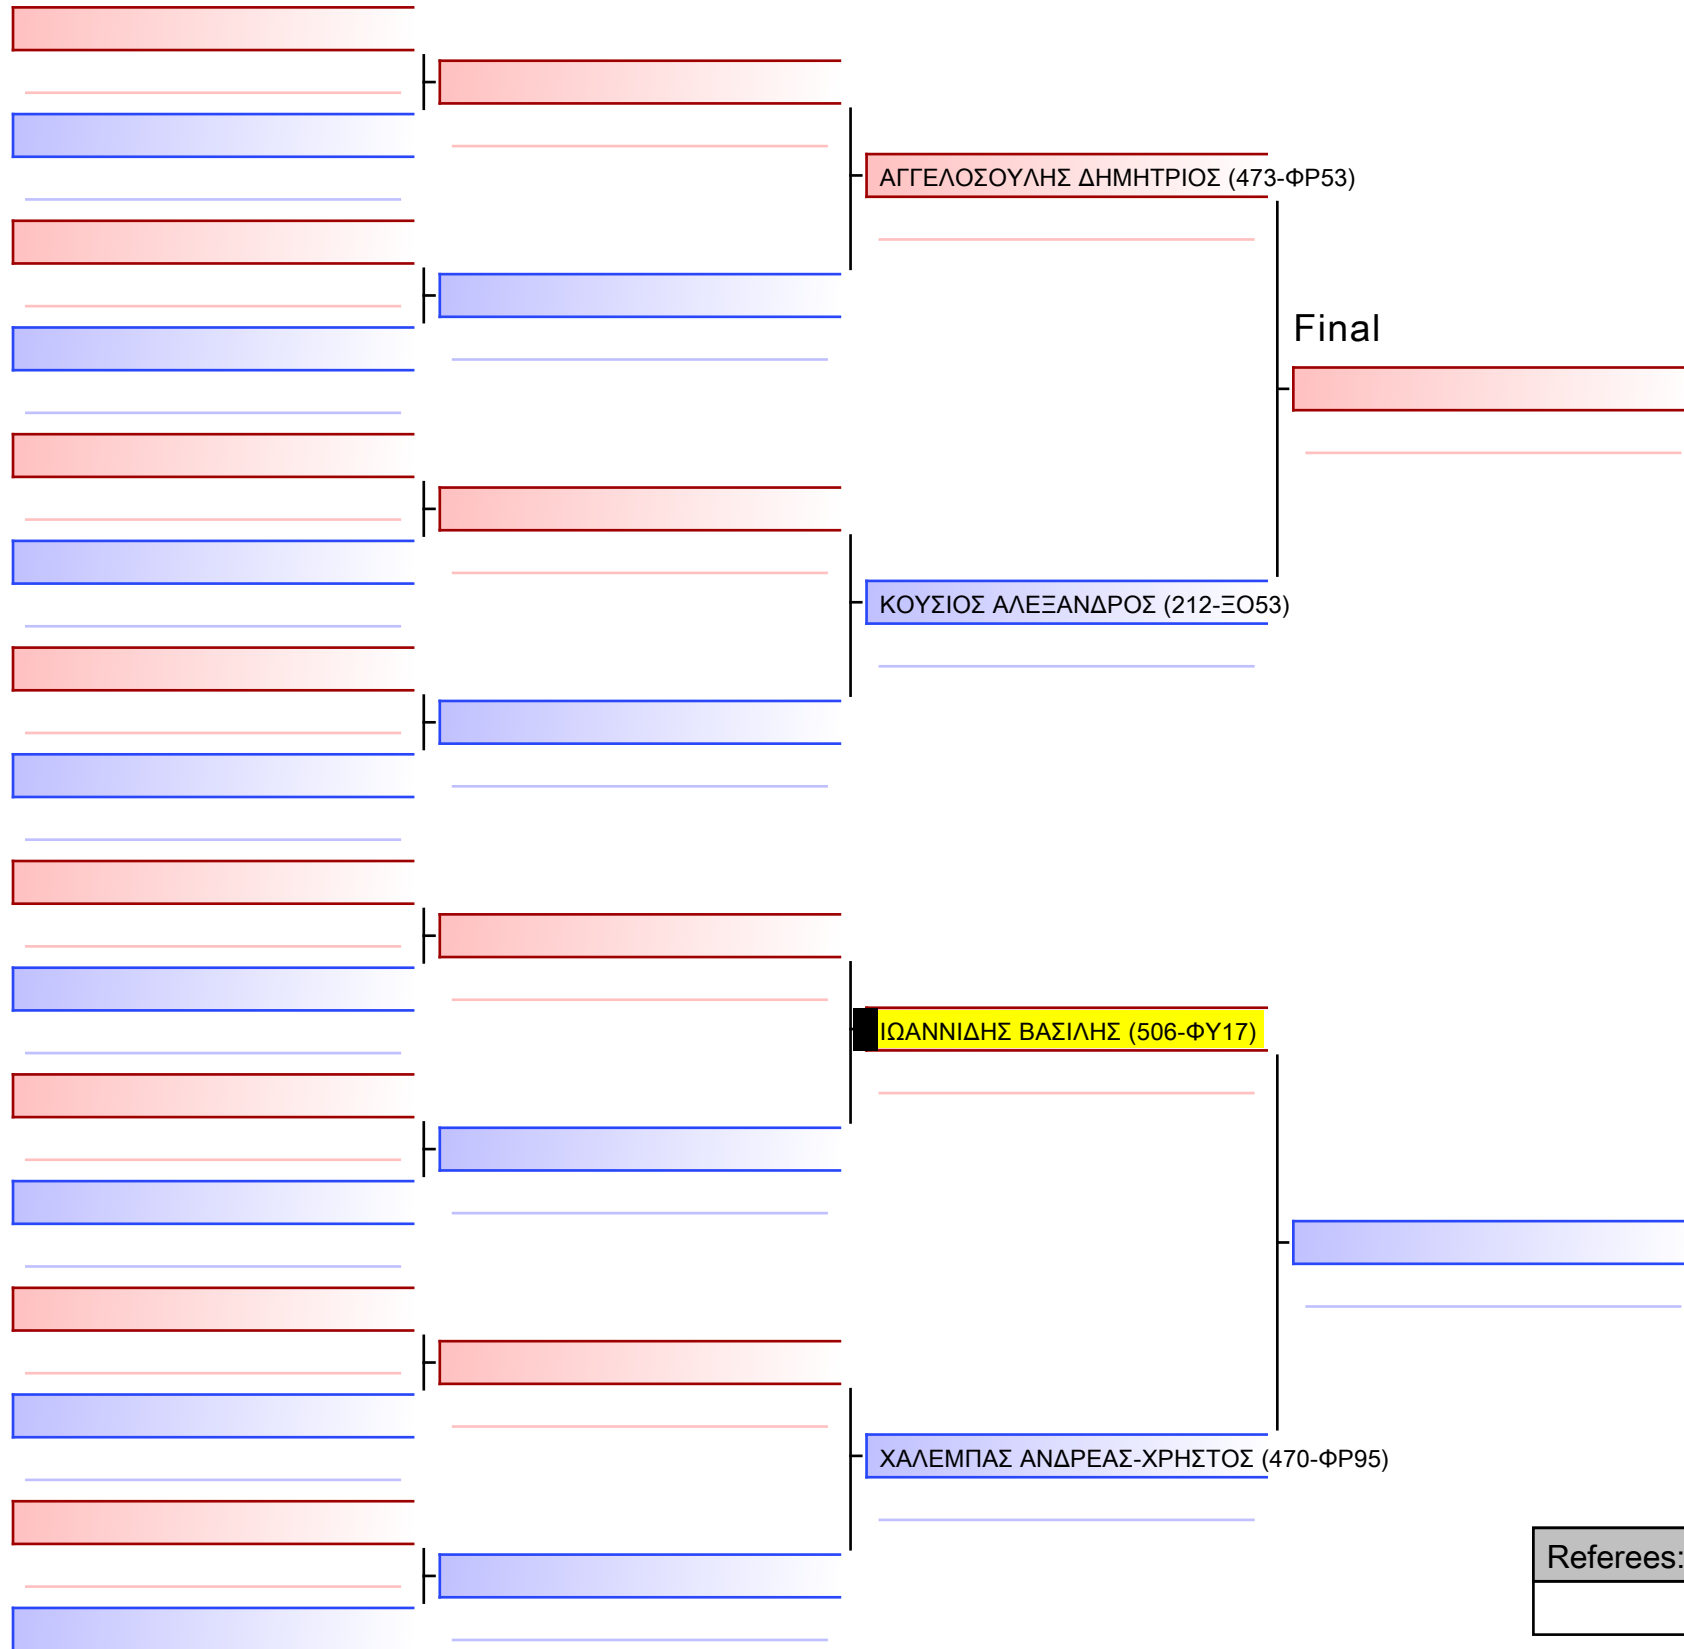 ΑΓΓΕΛΟΣΟΥΛΗΣ ΔΗΜΗΤΡΙΟΣ (473-ΦΡ53)
Final
ΚΟΥΣΙΟΣ ΑΛΕΞΑΝΔΡΟΣ (212-ΞΟ53)
ΙΩΑΝΝΙΔΗΣ ΒΑΣΙΛΗΣ (506-ΦΥ17)
ΧΑΛΕΜΠΑΣ ΑΝΔΡΕΑΣ-ΧΡΗΣΤΟΣ (470-ΦΡ95)
Referees: